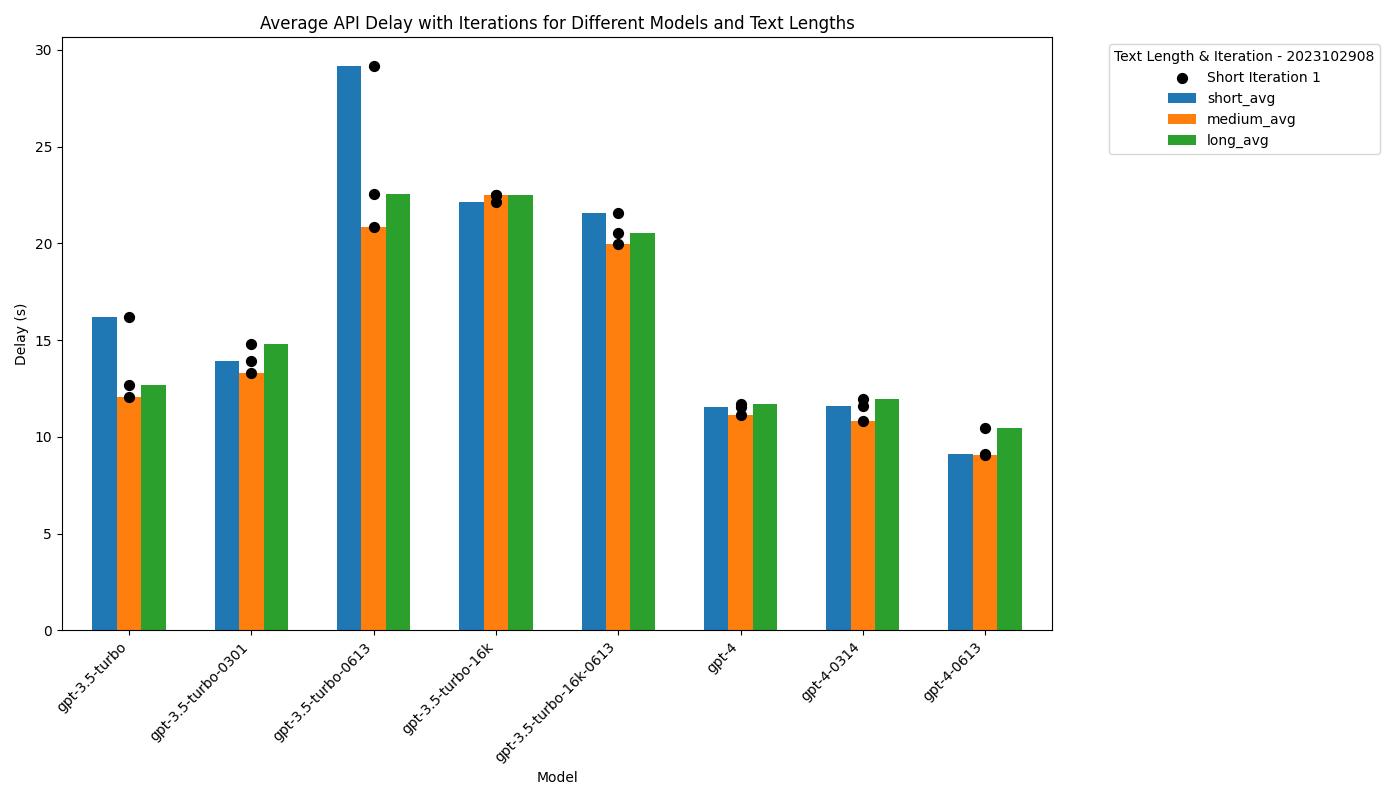 Average API Delay with Iterations for Different Models and Text Lengths
Text Length & Iteration - 2023102908
Short Iteration 1
short_avg
medium_avg
long_avg
Delay (s)
30
25
20
15
10
5
0
gpt-3.5-turbo
gpt-3.5-turbo-0301
gpt-3.5-turbo-0613
gpt-3.5-turbo-16k
gpt-3.5-turbo-16k-0613
gpt-4
gpt-4-0314
gpt-4-0613
Model